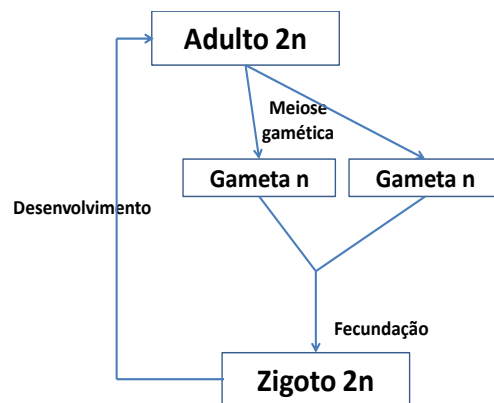 Adulto 2n
Meiose
gamética
Gameta n
Gameta n
Desenvolvimento
Fecundação
Zigoto 2n